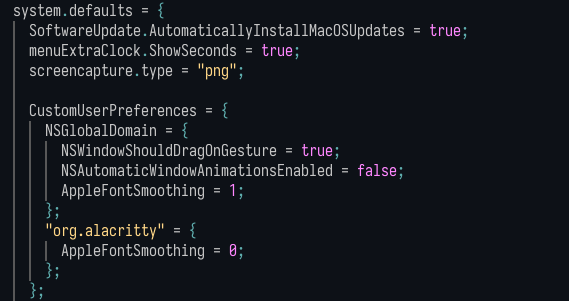 system.defaults = {
  SoftwareUpdate.AutomaticallyInstallMacOSUpdates = true;
  menuExtraClock.ShowSeconds = true;
  screencapture.type = "png";

  CustomUserPreferences = {
    NSGlobalDomain = {
      NSWindowShouldDragOnGesture = true;
      NSAutomaticWindowAnimationsEnabled = false;
      AppleFontSmoothing = 1;
    };
    "org.alacritty" = {
      AppleFontSmoothing = 0;
    };
  };